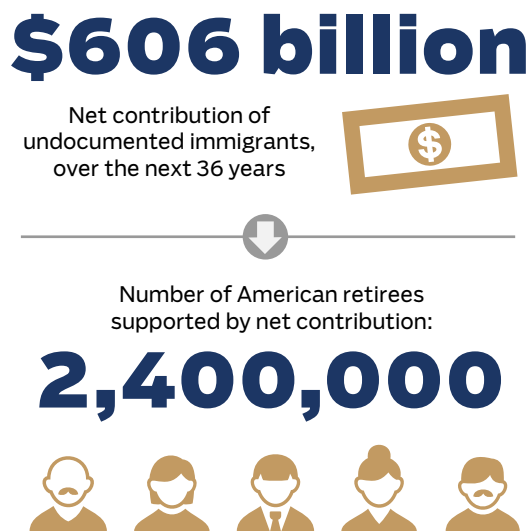 $606 billion
Net contribution of
undocumented immigrants,
over the next 36 years
$
Number of American retirees
supported by net contribution:
2,400,000